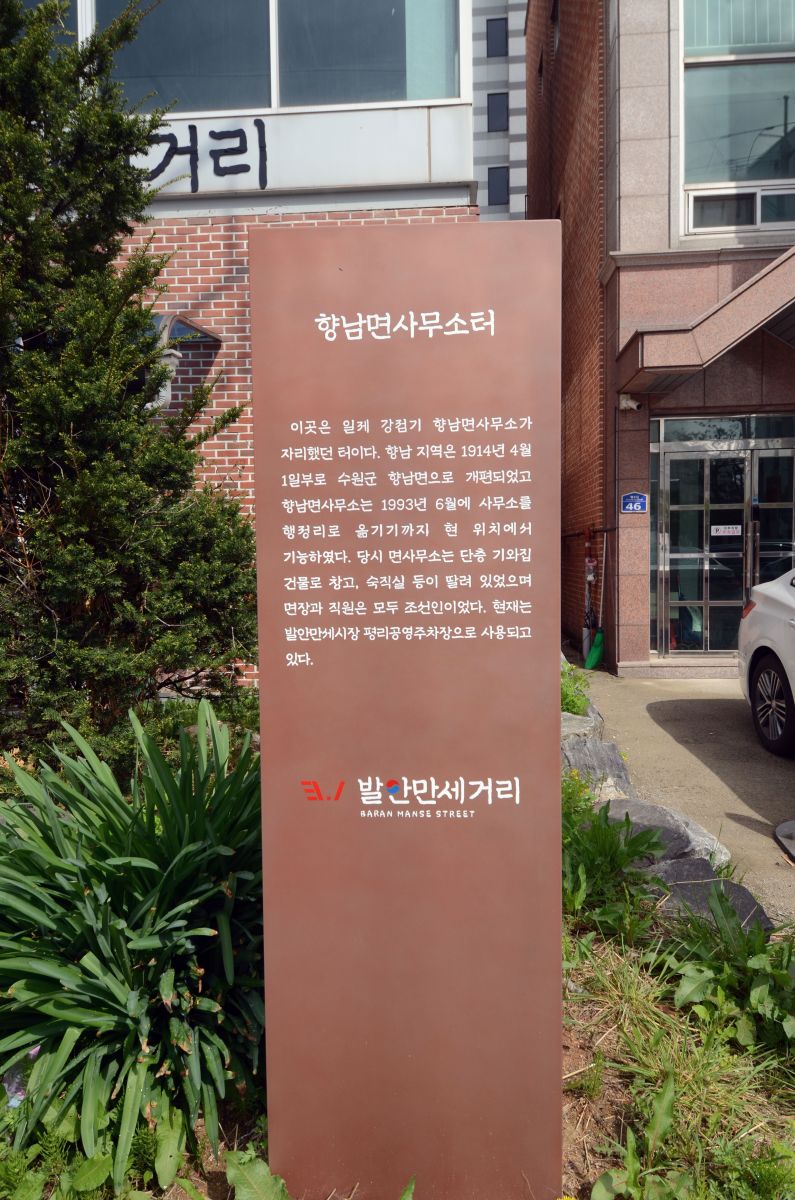 거리
향남면사무소터
이곳은 일제 강점기 향남면사무소가
자리했던 터이다. 향남 지역은 1914년 4월
1일부로 수원군 향남면으로 개편되었고
향남면사무소는 1993년 6월에 사무소를
행정리로 옮기기까지 현 위치에서
기능하였다. 당시 면사무소는 단층 기와집
건물로 창고, 숙직실 등이 딸려 있었으며
면장과 직원은 모두 조선인이었다. 현재는
발안만세시장 평리공영주차장으로 사용되고
있다.
3.1 발안만세거리
BARAN MANSE STREET
46